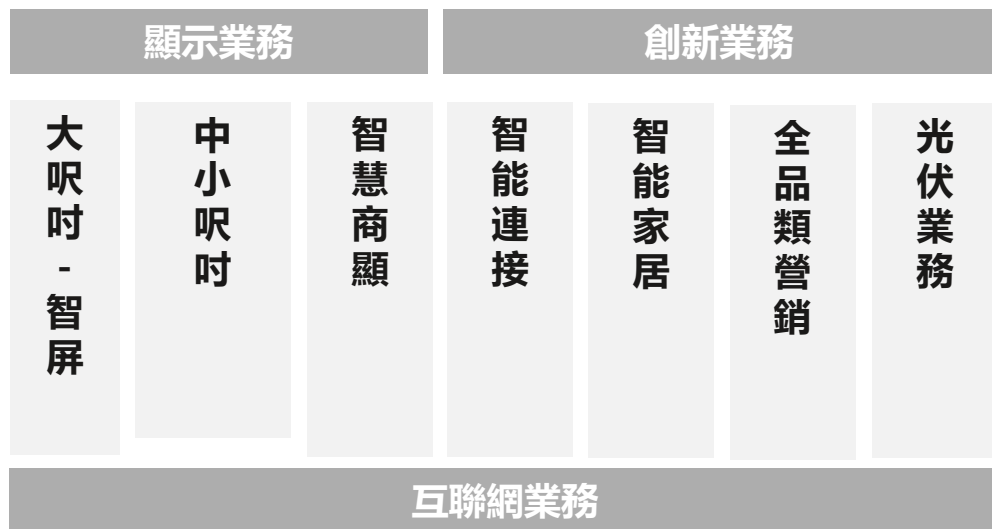 顯示業務
創新業務
大呎吋-智屏
中小呎吋
智慧商顯
智能連接
智能家居
全品類營銷
光伏業務
互聯網業務